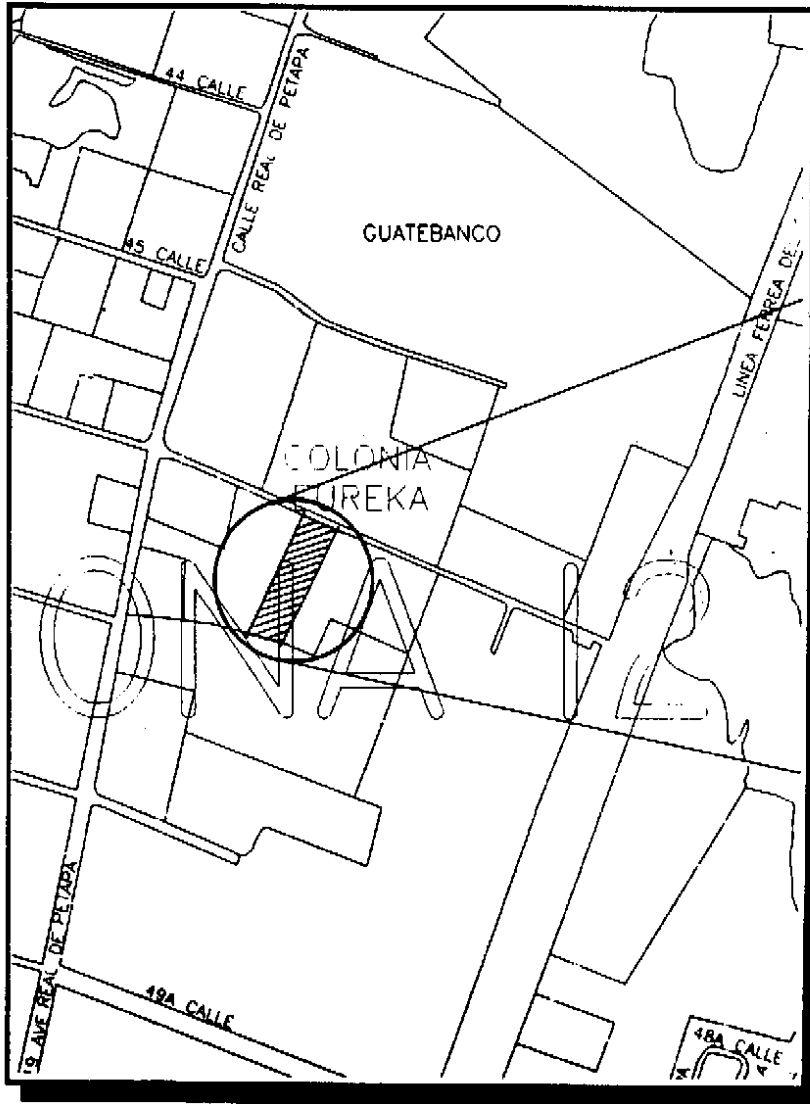 44 CALLE
CALLE REAL DE PETAPA
45 CALLE
GUATEBANCO
LINEA FERREA DEL
COLONIA
EUREKA
ONA 12
19 AVE REAL DE PETAPA
49A CALLE
48A CALLE
A